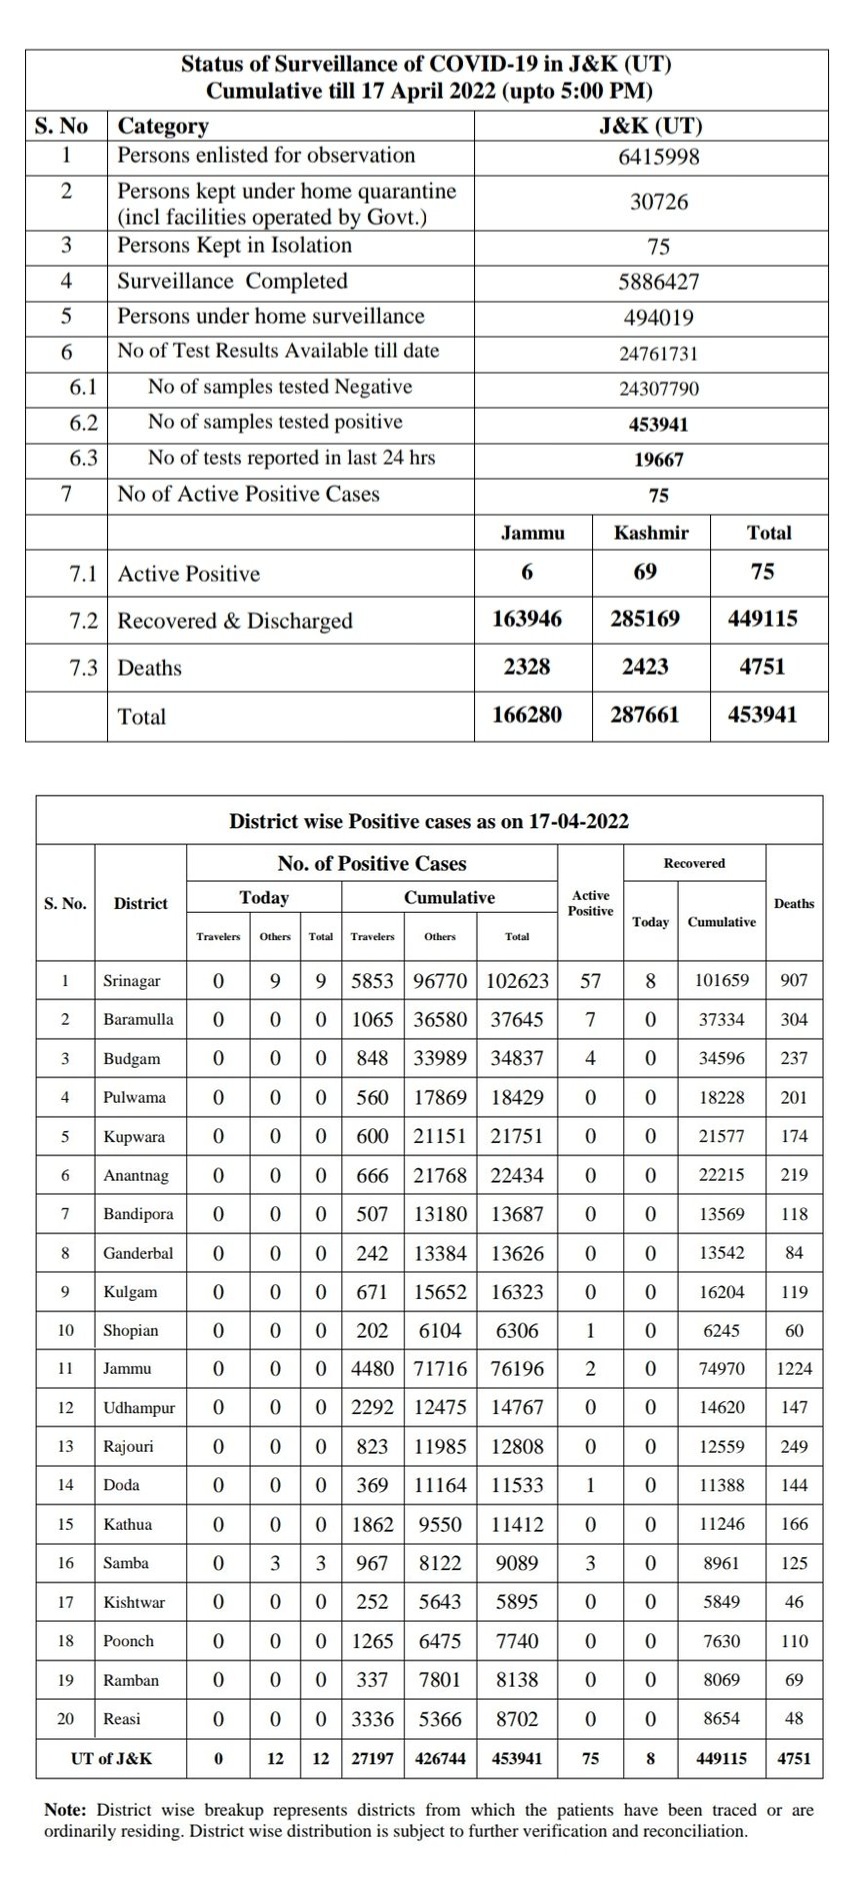 Status of Surveillance of COVID-19 in J&K (UT)
Cumulative till 17 April 2022 (upto 5:00 PM)
S. No Category J&K (UT)
1 Persons enlisted for observation 6415998
2 Persons kept under home quarantine
(incl facilities operated by Govt.) 30726
3 Persons Kept in Isolation 75
4 Surveillance Completed 5886427
5 Persons under home surveillance 494019
6 No of Test Results Available till date 24761731
6.1 No of samples tested Negative 24307790
6.2 No of samples tested positive 453941
6.3 No of tests reported in last 24 hrs 19667
7 No of Active Positive Cases 75
Jammu Kashmir Total
7.1 Active Positive 6 69 75
7.2 Recovered & Discharged 163946 285169 449115
7.3 Deaths 2328 2423 4751
Total 166280 287661 453941
District wise Positive cases as on 17-04-2022
No. of Positive Cases Recovered
S. No. District Today Cumulative Active
Positive Deaths
Today Cumulative
Travelers Others Total Travelers Others Total
1 Srinagar 0 9 9 5853 96770 102623 57 8 101659 907
2 Baramulla 0 0 0 1065 36580 37645 7 0 37334 304
3 Budgam 0 0 0 848 33989 34837 4 0 34596 237
4 Pulwama 0 0 0 560 17869 18429 0 0 18228 201
5 Kupwara 0 0 0 600 21151 21751 0 0 21577 174
6 Anantnag 0 0 0 666 21768 22434 0 0 22215 219
7 Bandipora 0 0 0 507 13180 13687 0 0 13569 118
8 Ganderbal 0 0 0 242 13384 13626 0 0 13542 84
9 Kulgam 0 0 0 671 15652 16323 0 0 16204 119
10 Shopian 0 0 0 202 6104 6306 1 0 6245 60
11 Jammu 0 0 0 4480 71716 76196 2 0 74970 1224
12 Udhampur 0 0 0 2292 12475 14767 0 0 14620 147
13 Rajouri 0 0 0 823 11985 12808 0 0 12559 249
14 Doda 0 0 0 369 11164 11533 1 0 11388 144
15 Kathua 0 0 0 1862 9550 11412 0 0 11246 166
16 Samba 0 3 3 967 8122 9089 3 0 8961 125
17 Kishtwar 0 0 0 252 5643 5895 0 0 5849 46
18 Poonch 0 0 0 1265 6475 7740 0 0 7630 110
19 Ramban 0 0 0 337 7801 8138 0 0 8069 69
20 Reasi 0 0 0 3336 5366 8702 0 0 8654 48
UT of J&K 0 12 12 27197 426744 453941 75 8 449115 4751
Note: District wise breakup represents districts from which the patients have been traced or are
ordinarily residing. District wise distribution is subject to further verification and reconciliation.